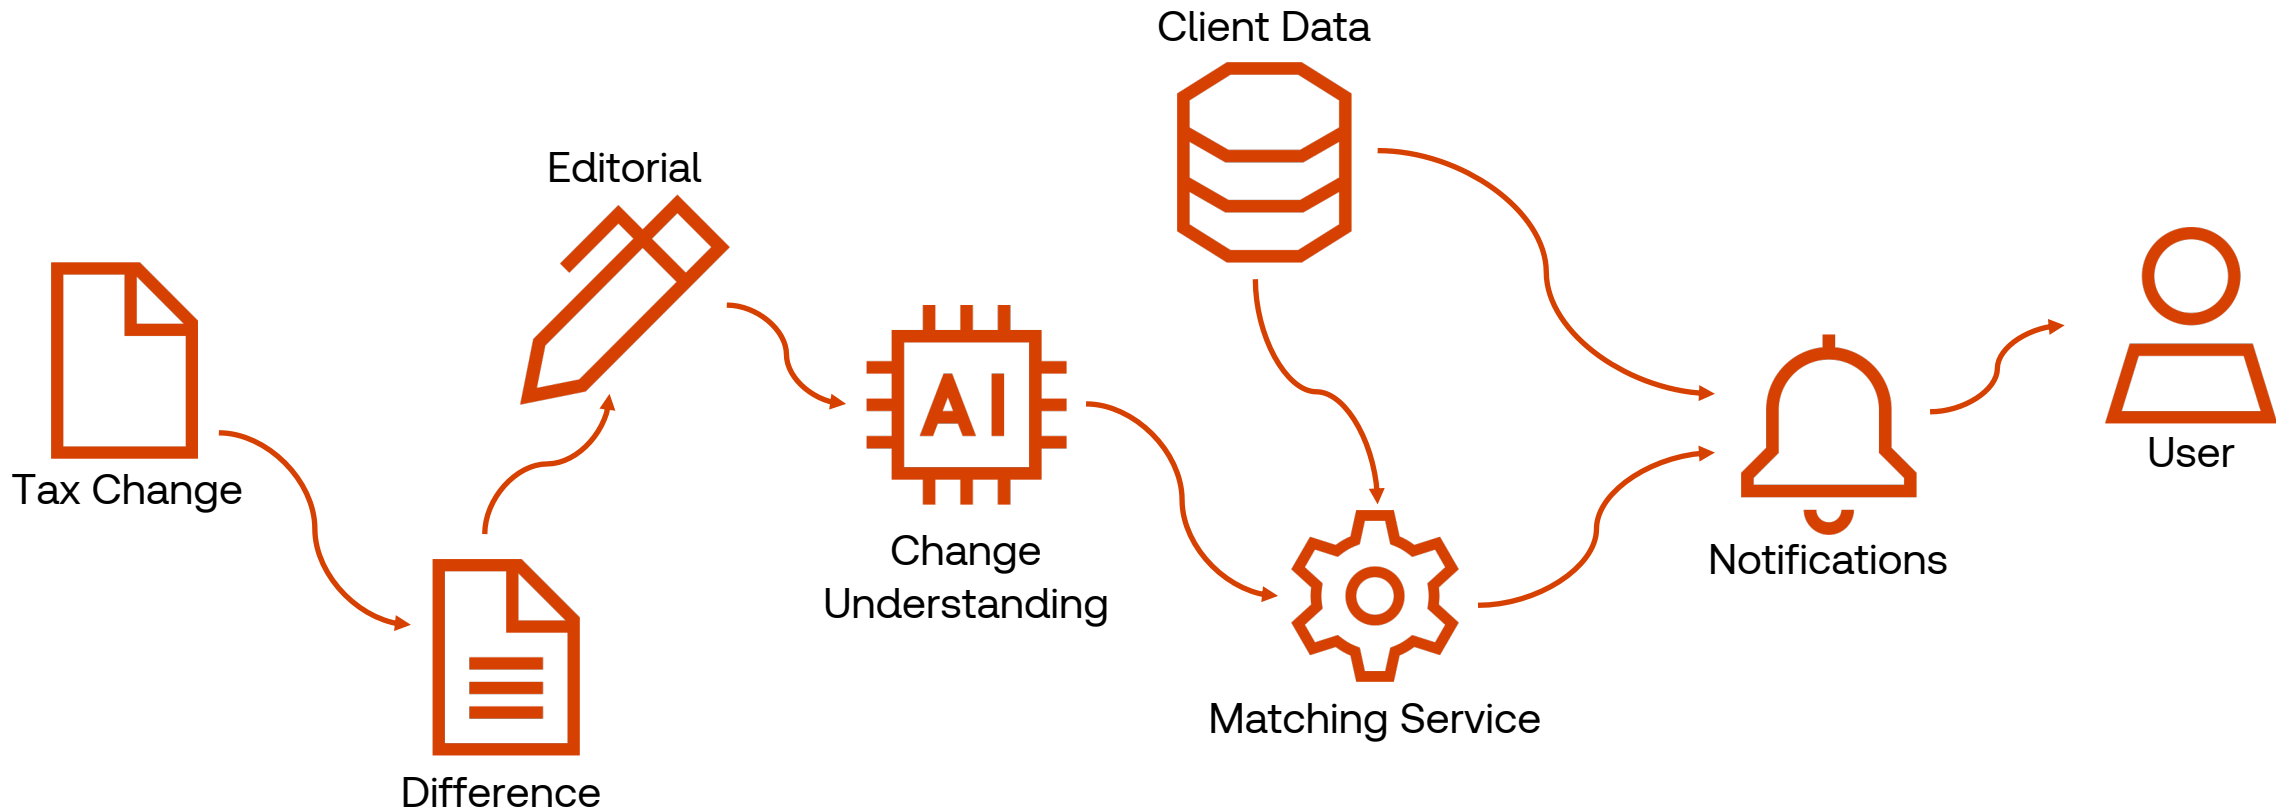 Client Data
Editorial
AI
Tax Change
Change
Understanding
User
Notifications
Matching Service
Difference